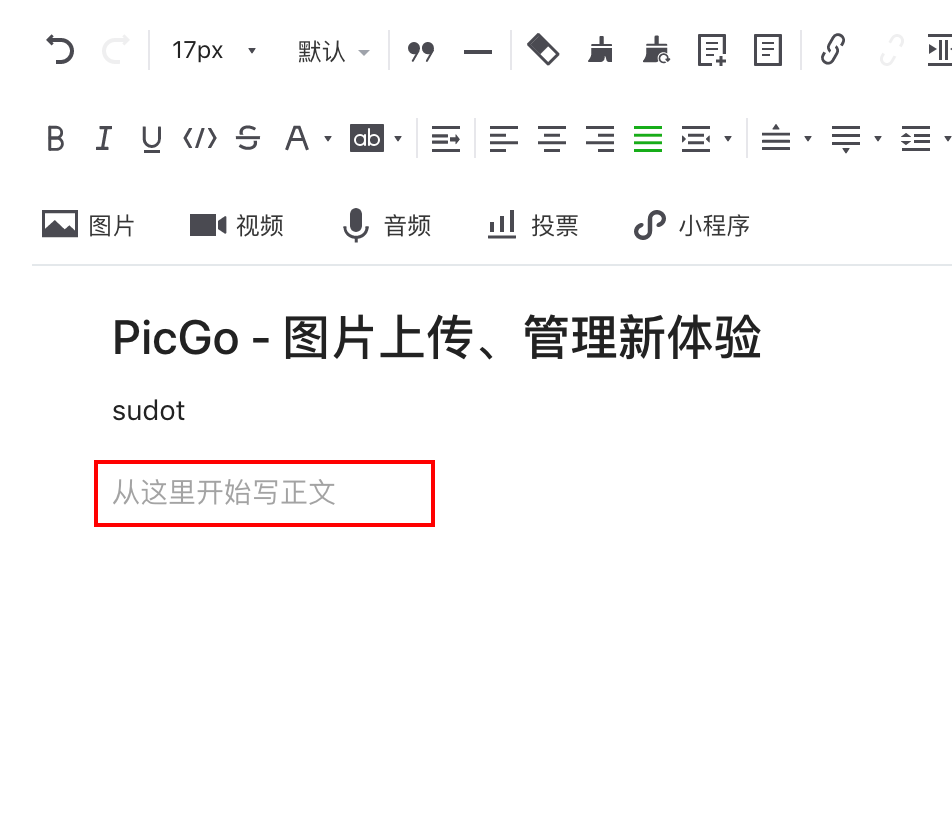 17px 默认
B I U </> S A ab
图片 视频 音频 投票 小程序
PicGo - 图片上传、管理新体验
sudot
从这里开始写正文